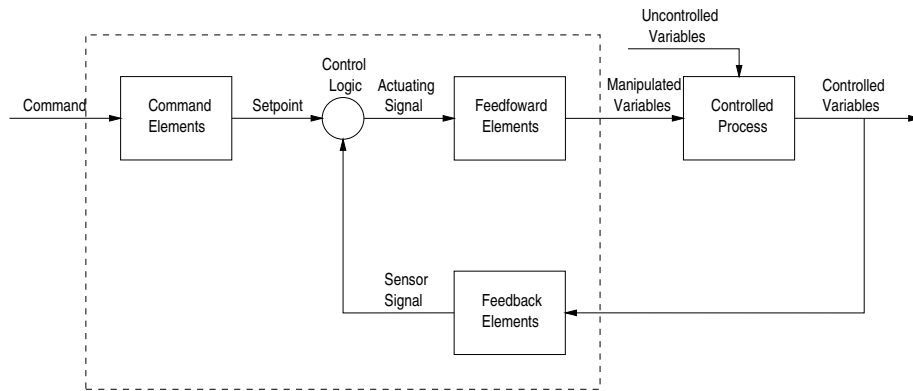 Uncontrolled
Variables
Control
Logic
Command
Command
Elements
Setpoint
Actuating
Signal
Feedfoward
Elements
Manipulated
Variables
Controlled
Process
Controlled
Variables
Sensor
Signal
Feedback
Elements